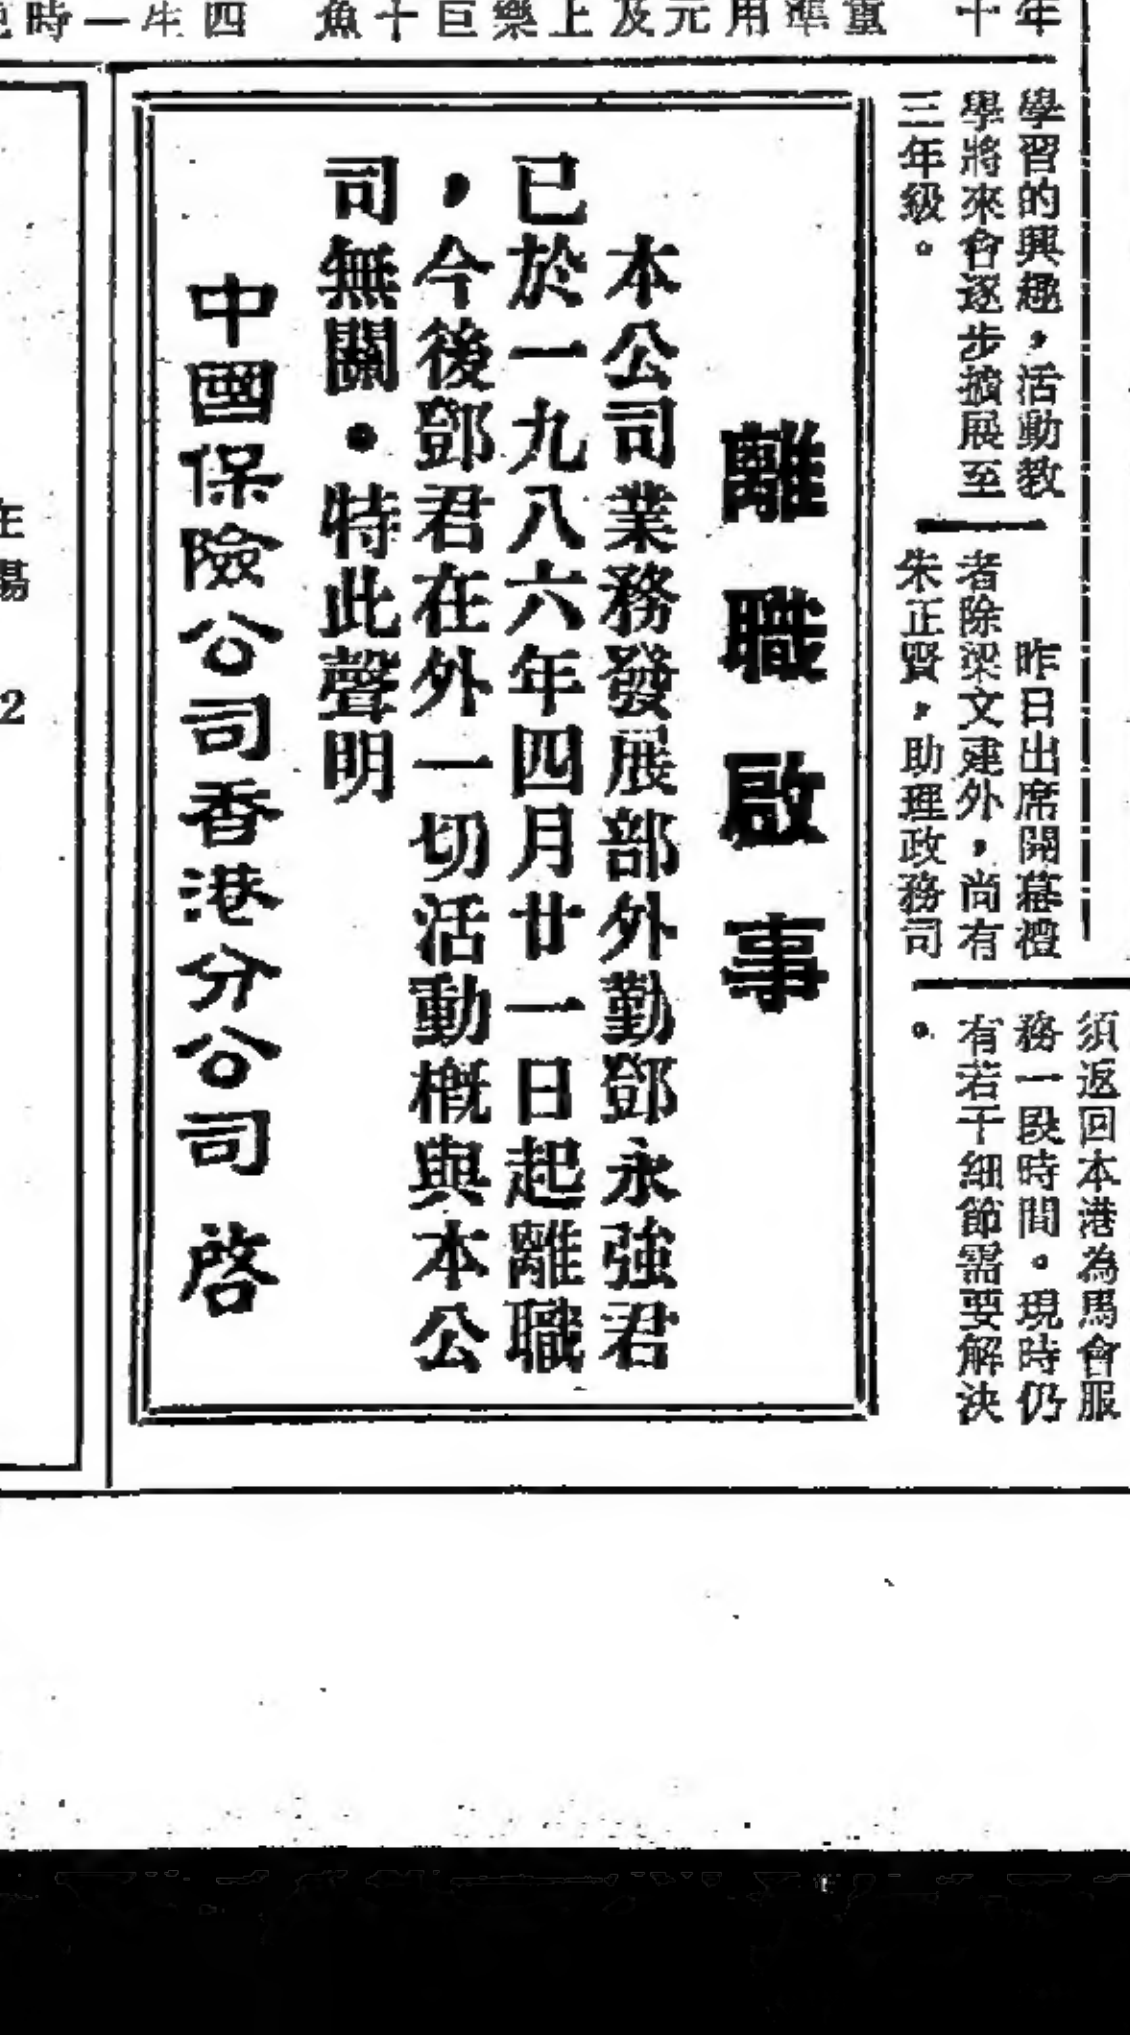 年
十
重準用元及上樂巨十魚
四
一時
學習的興趣，活動教
學將來會逐步擴展至
三年級。
昨日出席開幕禮
者除梁文建外，尚有
朱正賢，助理政務司
。
須返回本港為馬會服
務一段時間。現時仍
有若干細節需要解決
離職啟事
本公司業務發展部外勤鄧永強君
已於一九八六年四月廿一日起離職
，今後鄧君在外一切活動槪與本公
司無關。特此聲明
中國保險公司香港分公司 啓
2